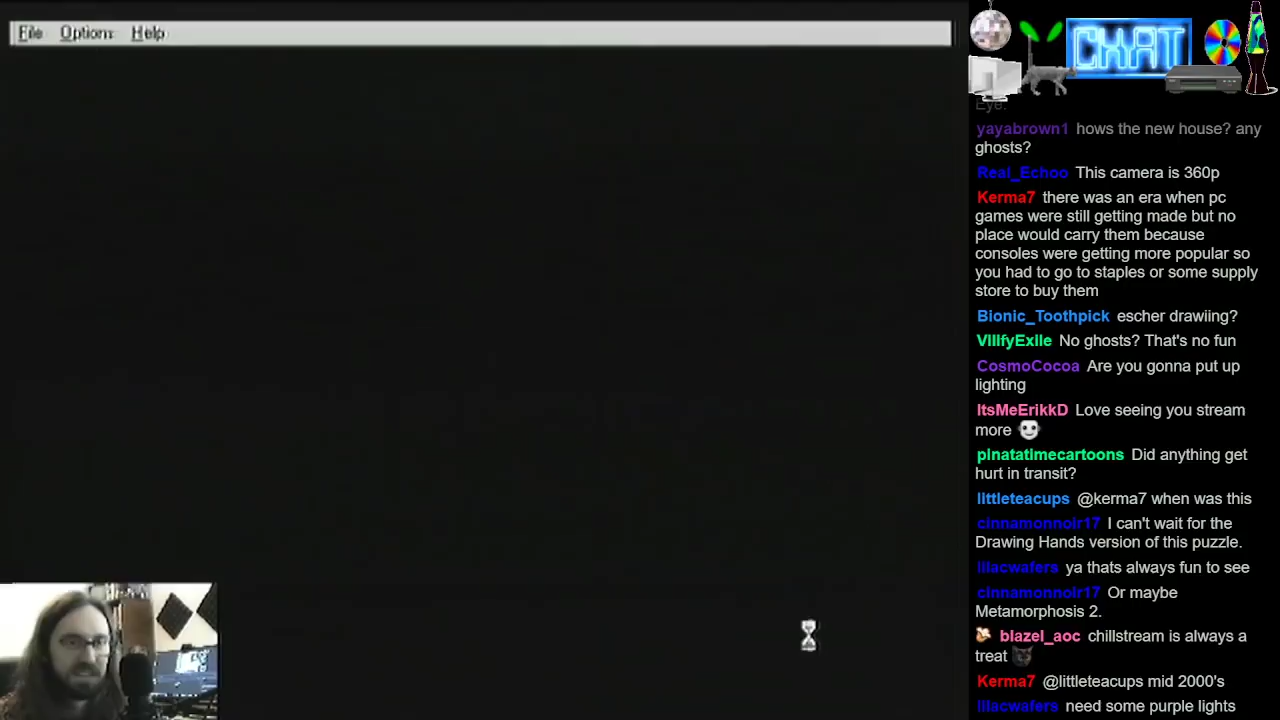 File Options Help
CHAT
Eye.
yayabrown1 hows the new house? any
ghosts?
Real_Echoo This camera is 360p
Kerma7 there was an era when pc
games were still getting made but no
place would carry them because
consoles were getting more popular so
you had to go to staples or some supply
store to buy them
Bionic_Toothpick escher drawiing?
VIIIfyExile No ghosts? That's no fun
CosmoCocoa Are you gonna put up
lighting
ItsMeErikkD Love seeing you stream
more
pinatatimecartoons Did anything get
hurt in transit?
littleteacups @kerma7 when was this
cinnamonnoir17 I can't wait for the
Drawing Hands version of this puzzle.
lilacwafers ya thats always fun to see
cinnamonnoir17 Or maybe
Metamorphosis 2.
blazel_aoc chillstream is always a
treat
Kerma7 @littleteacups mid 2000's
lilacwafers need some purple lights